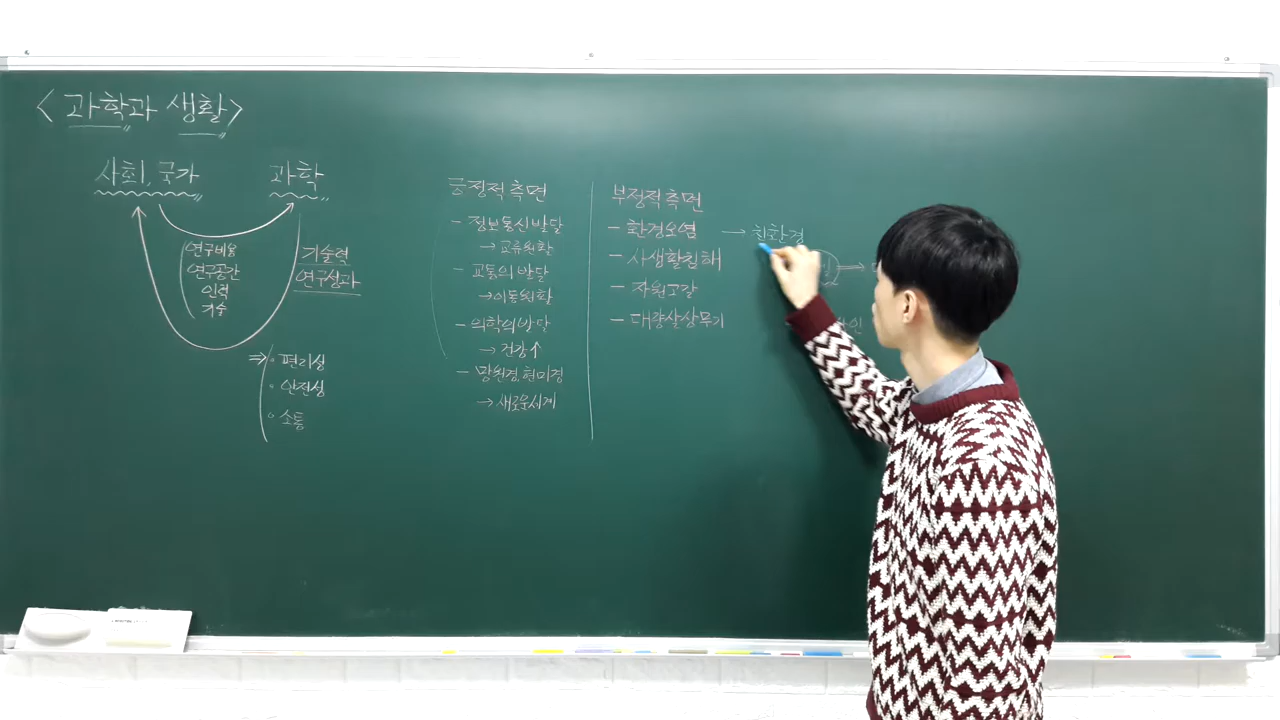 <과학과 생활>
사회, 국가
과학
연구비용
연구공간
인력
기술력
연구성과
⇒ ◦ 편리성
◦ 안전성
◦ 소통
긍정적 측면
- 정보통신 발달
→ 교류원활
- 교통의 발달
→ 이동원활
- 의학의 발달
→ 건강↑
- 망원경 현미경
→ 새로운세계
부정적 측면
- 환경오염 → 친환경
- 사생활침해
- 자원고갈
- 대량살상무기